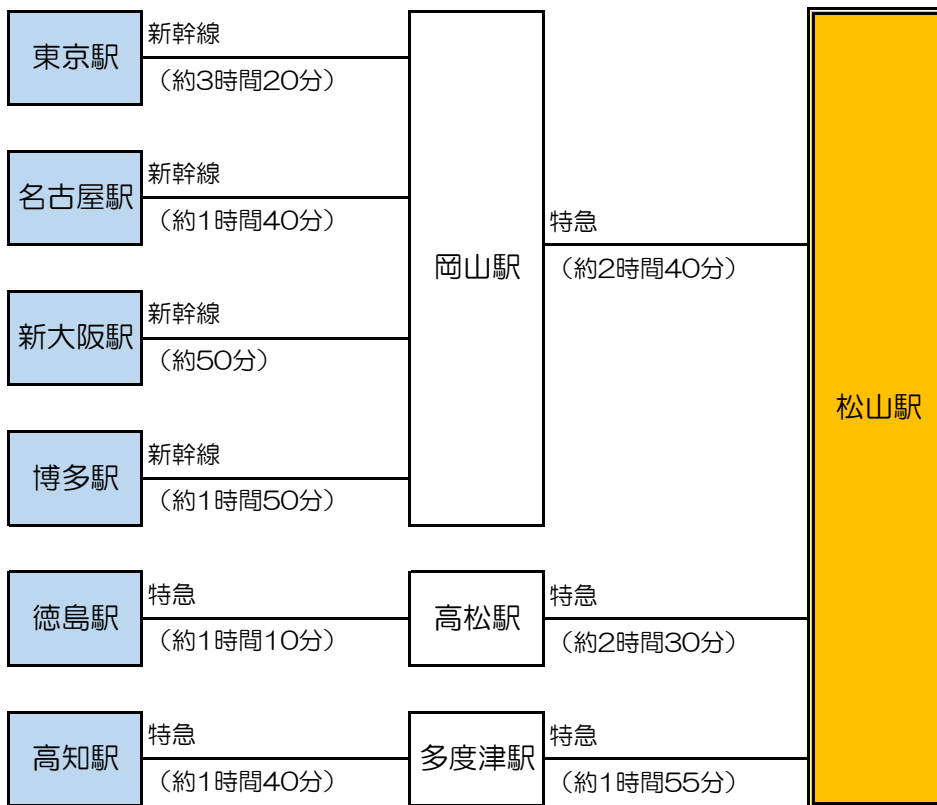 東京駅
新幹線
（約3時間20分）
名古屋駅
新幹線
（約1時間40分）
新大阪駅
新幹線
（約50分）
博多駅
新幹線
（約1時間50分）
岡山駅
特急
（約2時間40分）
徳島駅
特急
（約1時間10分）
高松駅
特急
（約2時間30分）
高知駅
特急
（約1時間40分）
多度津駅
特急
（約1時間55分）
松山駅